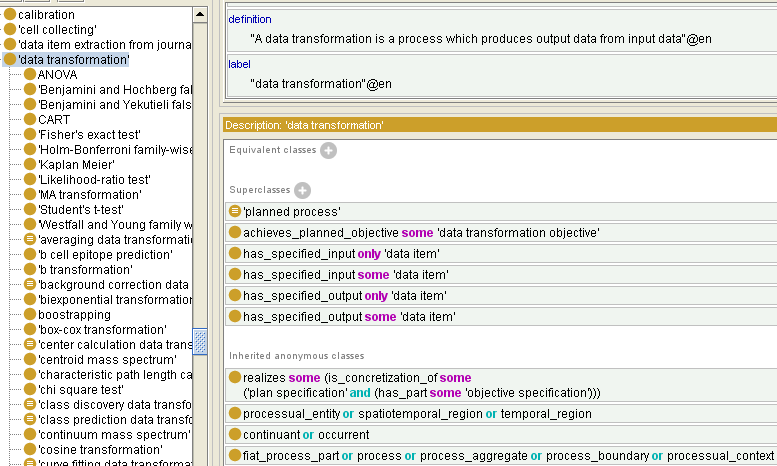 calibration
'cell collecting'
'data item extraction from journa
'data transformation'
ANOVA
'Benjamini and Hochberg fal
'Benjamini and Yekutieli fals
CART
'Fisher's exact test'
'Holm-Bonferroni family-wise
'Kaplan Meier'
'Likelihood-ratio test'
'MA transformation'
'Student's t-test'
'Westfall and Young family w
'averaging data transformatio
'b cell epitope prediction'
'b transformation'
'background correction data
'biexponential transformation
boostrapping
'box-cox transformation'
'center calculation data trans
'centroid mass spectrum'
'characteristic path length ca
'chi square test'
'class discovery data transfo
'class prediction data transfo
'continuum mass spectrum'
'cosine transformation'
'curve fitting data transforma
definition
"A data transformation is a process which produces output data from input data"@en
label
"data transformation"@en
Description: 'data transformation'
Equivalent classes
Superclasses
'planned process'
achieves_planned_objective some 'data transformation objective'
has_specified_input only 'data item'
has_specified_input some 'data item'
has_specified_output only 'data item'
has_specified_output some 'data item'
Inherited anonymous classes
realizes some (is_concretization_of some
('plan specification' and (has_part some 'objective specification')))
processual_entity or spatiotemporal_region or temporal_region
continuant or occurrent
fiat_process_part or process or process_aggregate or process_boundary or processual_context